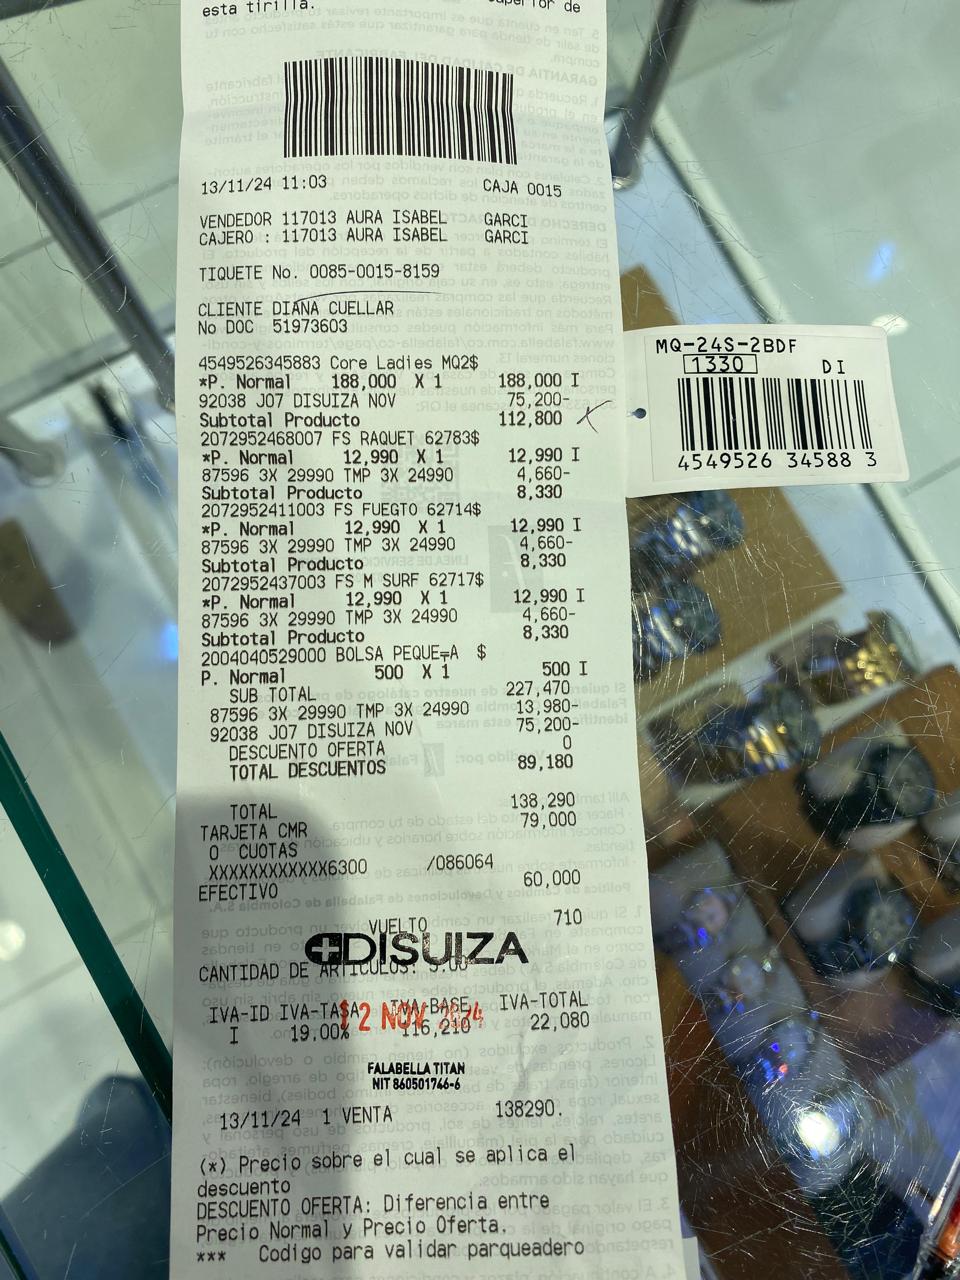 esta tirilla.
13/11/24 11:03 CAJA 0015
VENDEDOR 117013 AURA ISABEL GARCI
CAJERO : 117013 AURA ISABEL GARCI
TIQUETE No. 0085-0015-8159
CLIENTE DIANA CUELLAR
No DOC 51973603
4549526345883 Core Ladies MQ2$
*P. Normal 188,000 X 1 188,000 I
92038 J07 DISUIZA NOV 75,200-
Subtotal Producto 112,800
2072952468007 FS RAQUET 62783$
*P. Normal 12,990 X 1 12,990 I
87596 3X 29990 TMP 3X 24990 4,660-
Subtotal Producto 8,330
2072952411003 FS FUEGTO 62714$
*P. Normal 12,990 X 1 12,990 I
87596 3X 29990 TMP 3X 24990 4,660-
Subtotal Producto 8,330
2072952437003 FS M SURF 62717$
*P. Normal 12,990 X 1 12,990 I
87596 3X 29990 TMP 3X 24990 4,660-
Subtotal Producto 8,330
2004040529000 BOLSA PEQUE¬A $
P. Normal 500 X 1 500 I
SUB TOTAL 227,470
87596 3X 29990 TMP 3X 24990 13,980-
92038 J07 DISUIZA NOV 75,200-
DESCUENTO OFERTA 0
TOTAL DESCUENTOS 89,180
TOTAL 138,290
TARJETA CMR 79,000
0 CUOTAS
XXXXXXXXXXXX6300 /086064
EFECTIVO 60,000
VUELTO 710
DISUIZA
CANTIDAD DE ARTICULOS: 5.00
IVA-ID IVA-TASA IVA-BASE IVA-TOTAL
I 19.00% 116,210 22,080
12 NOV 2024
FALABELLA TITAN
NIT 860501746-6
13/11/24 1 VENTA 138290.
(*) Precio sobre el cual se aplica el
descuento
DESCUENTO OFERTA: Diferencia entre
Precio Normal y Precio Oferta.
*** Codigo para validar parqueadero
MQ-24S-2BDF
1330 DI
4549526 34588 3